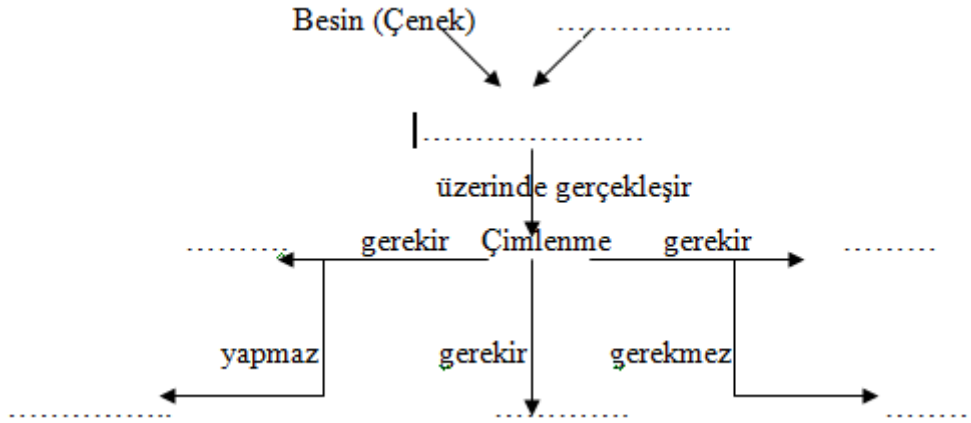 Besin (Çenek) ................
......................
üzerinde gerçekleşir
.......... gerekir Çimlenme gerekir .........
yapmaz gerekir gerekmez
................ ............. ........